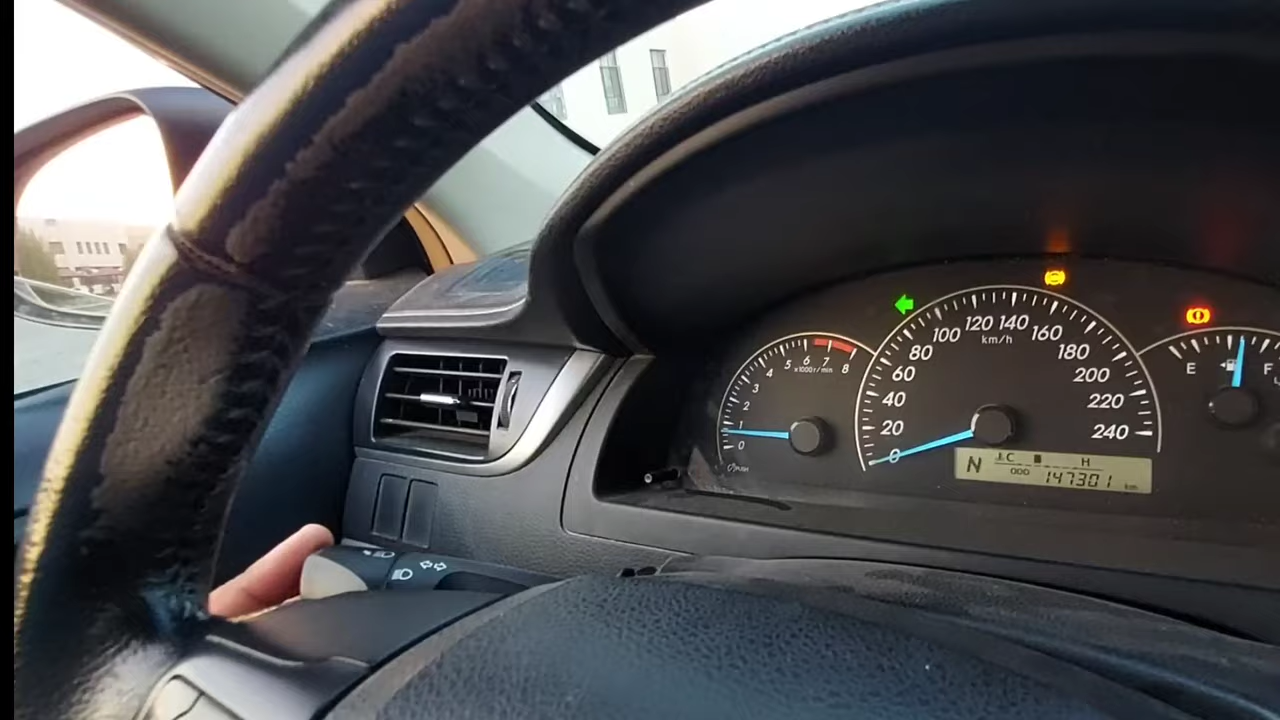 0 1 2 3 4 5 6 7 8
x1000r/min
0 20 40 60 80 100 120 140 160 180 200 220 240
km/h
E F
N C H
000 147301 km